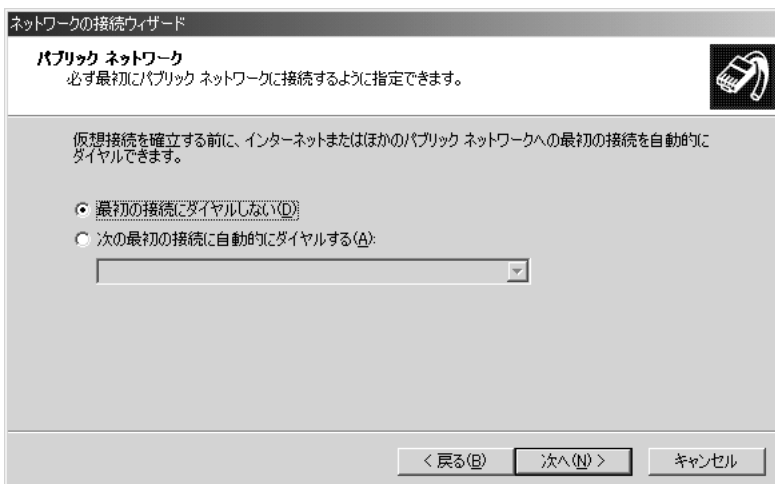 ネットワークの接続ウィザード
パブリック ネットワーク
必ず最初にパブリック ネットワークに接続するように指定できます。
仮想接続を確立する前に、インターネットまたはほかのパブリック ネットワークへの最初の接続を自動的に
ダイヤルできます。
最初の接続にダイヤルしない(D)
次の最初の接続に自動的にダイヤルする(A):
< 戻る(B) 次へ(N) > キャンセル